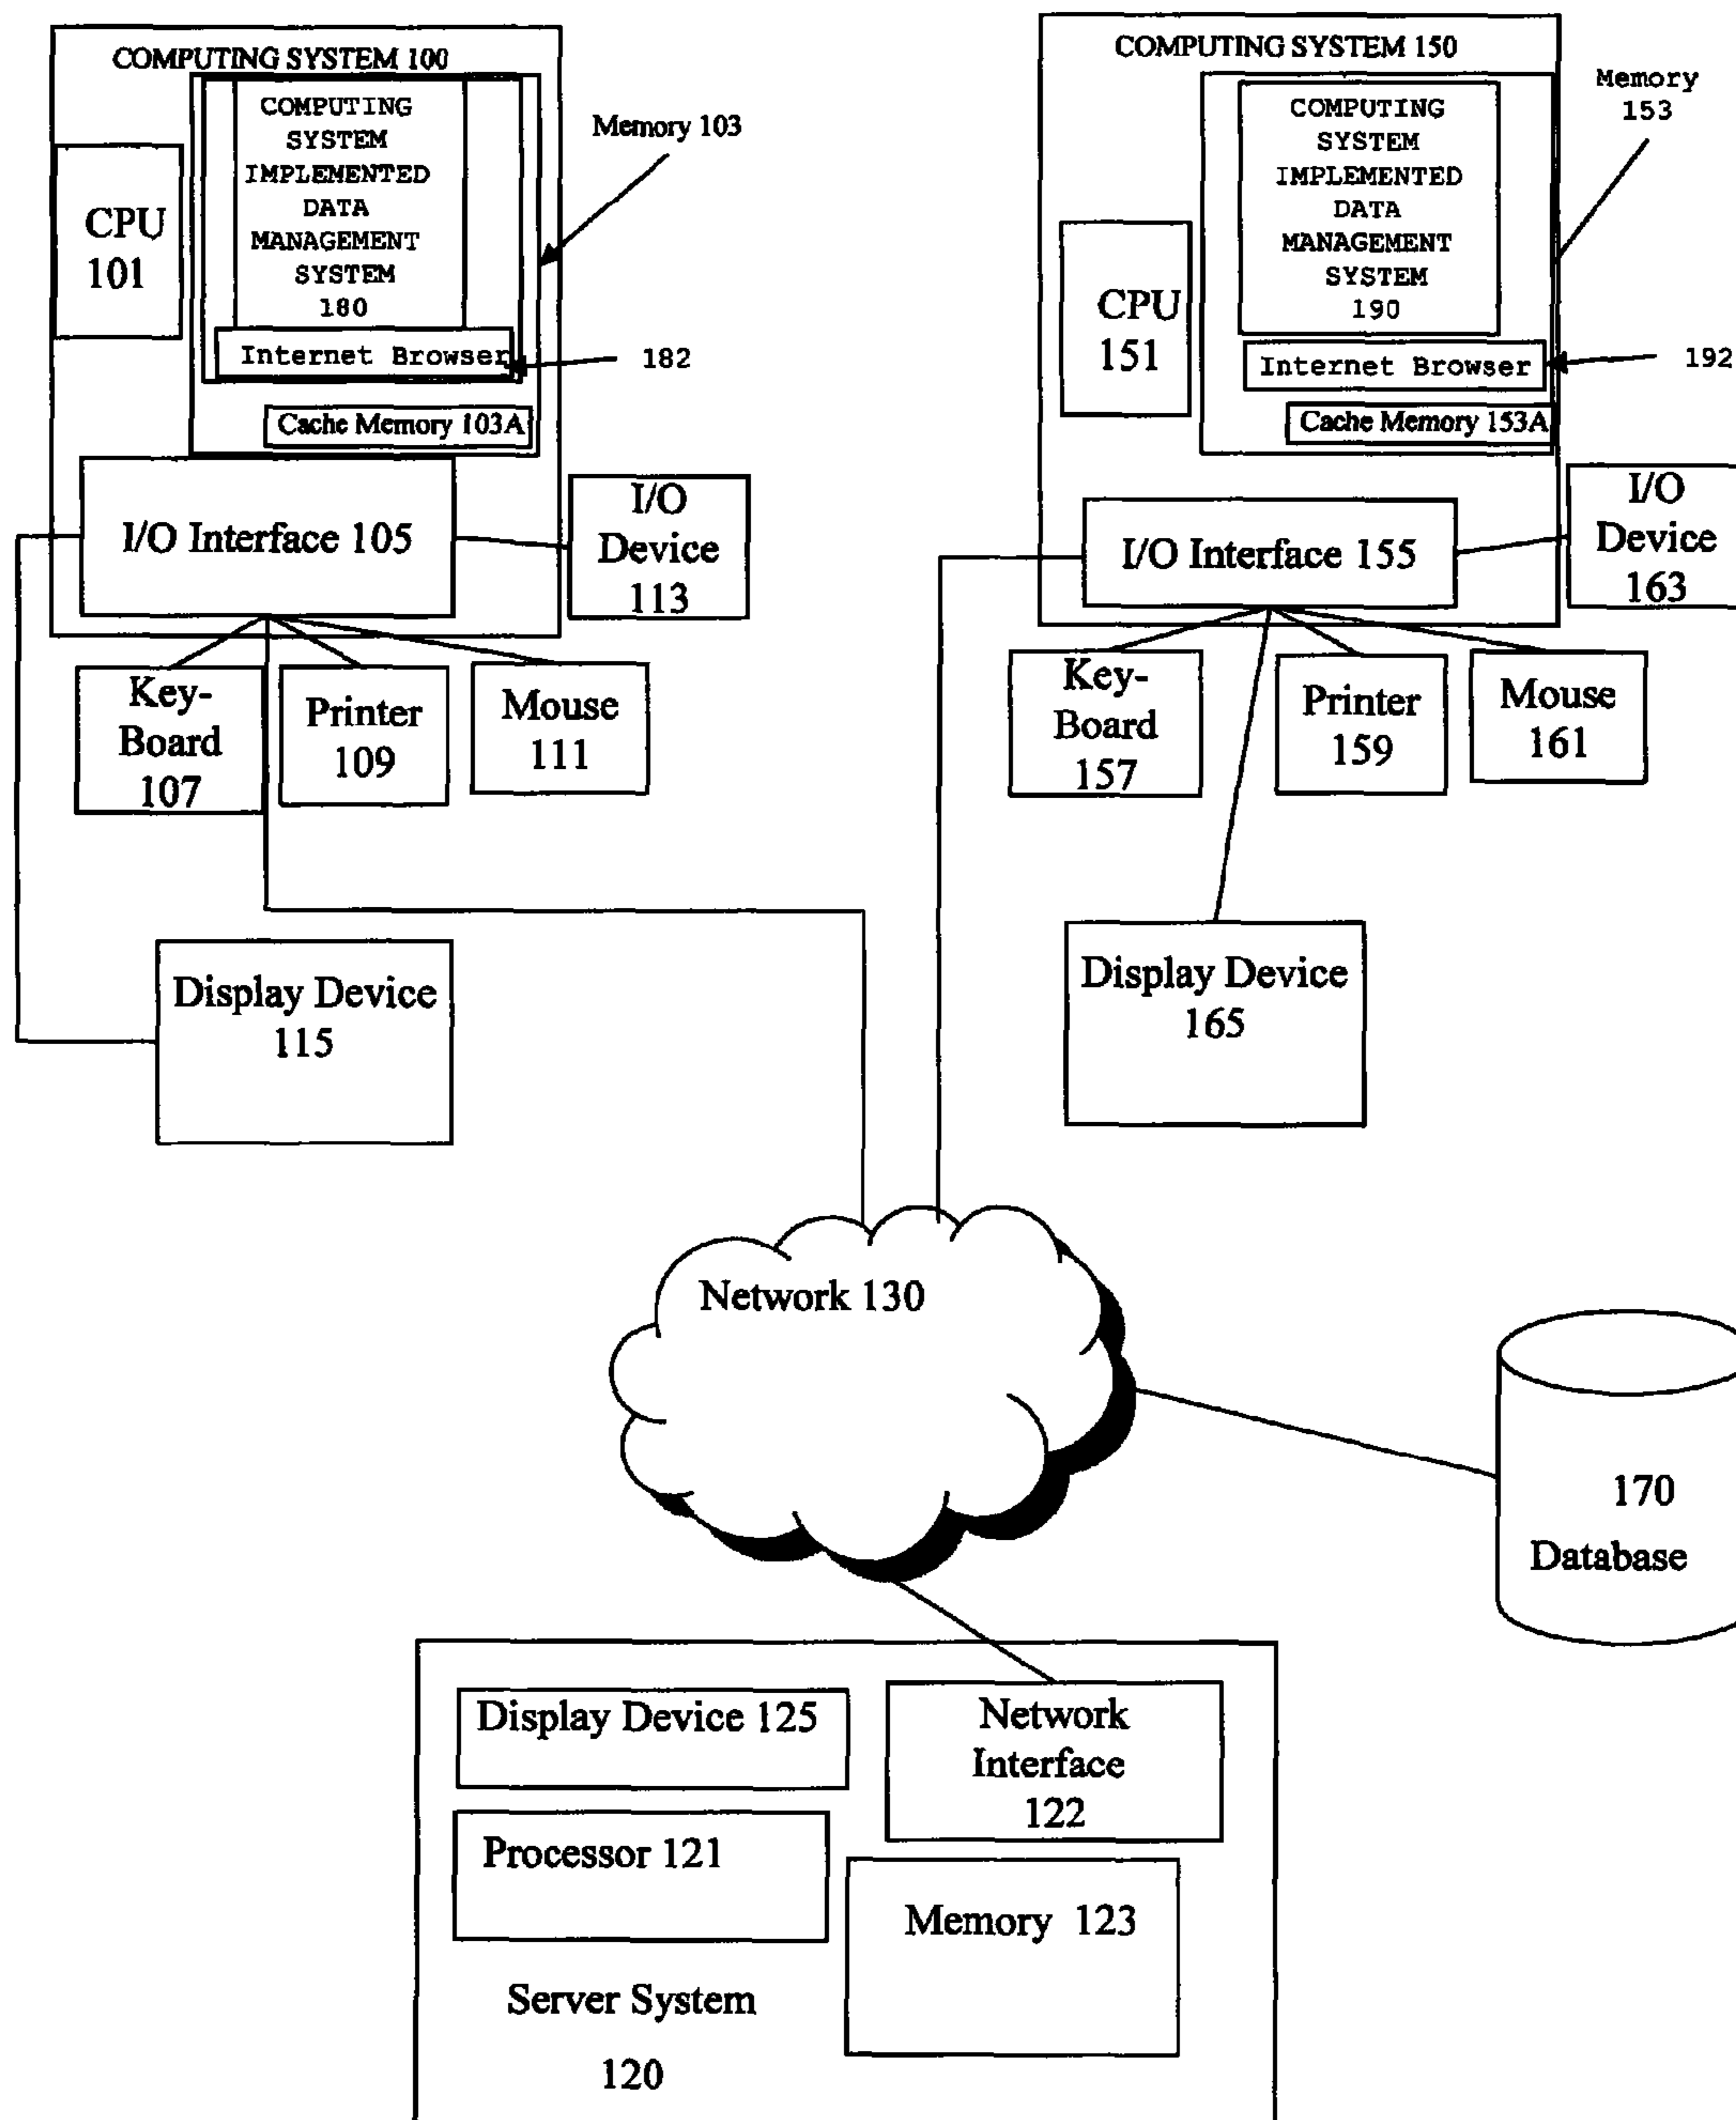 COMPUTING SYSTEM 100
COMPUTING
SYSTEM
IMPLEMENTED
DATA
MANAGEMENT
SYSTEM
180
Internet Browser
182
Cache Memory 103A
Memory 103
CPU
101
I/O Interface 105
I/O
Device
113
Key-
Board
107
Printer
109
Mouse
111
Display Device
115
COMPUTING SYSTEM 150
COMPUTING
SYSTEM
IMPLEMENTED
DATA
MANAGEMENT
SYSTEM
190
Internet Browser
192
Cache Memory 153A
Memory
153
CPU
151
I/O Interface 155
I/O
Device
163
Key-
Board
157
Printer
159
Mouse
161
Display Device
165
Network 130
170
Database
Display Device 125
Network
Interface
122
Processor 121
Memory 123
Server System
120